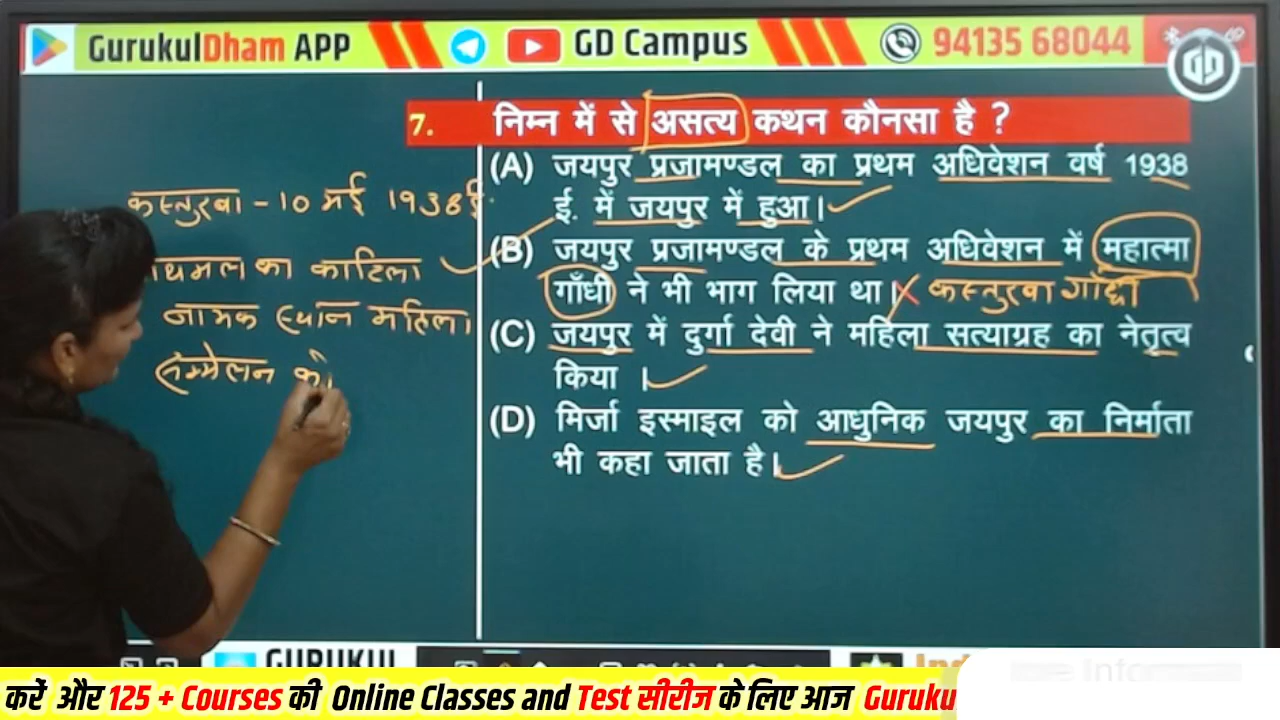 GurukulDham APP
GD Campus
94135 68044
7. निम्न में से असत्य कथन कौनसा है ?
(A) जयपुर प्रजामण्डल का प्रथम अधिवेशन वर्ष 1938
ई. में जयपुर में हुआ।
(B) जयपुर प्रजामण्डल के प्रथम अधिवेशन में महात्मा
गाँधी ने भी भाग लिया था। कस्तुरबा गाँधी
(C) जयपुर में दुर्गा देवी ने महिला सत्याग्रह का नेतृत्व
किया ।
(D) मिर्जा इस्माइल को आधुनिक जयपुर का निर्माता
भी कहा जाता है।
कस्तुरबा - 10 मई 1938 ई.
का काटिला
नामक स्थान महिला
सम्मेलन को
GURUKUL
करें और 125 + Courses की Online Classes and Test सीरीज के लिए आज Guruku